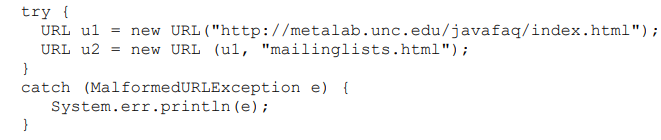 try {
  URL u1 = new URL("http://metalab.unc.edu/javafaq/index.html");
  URL u2 = new URL (u1, "mailinglists.html");
}
catch (MalformedURLException e) {
   System.err.println(e);
}